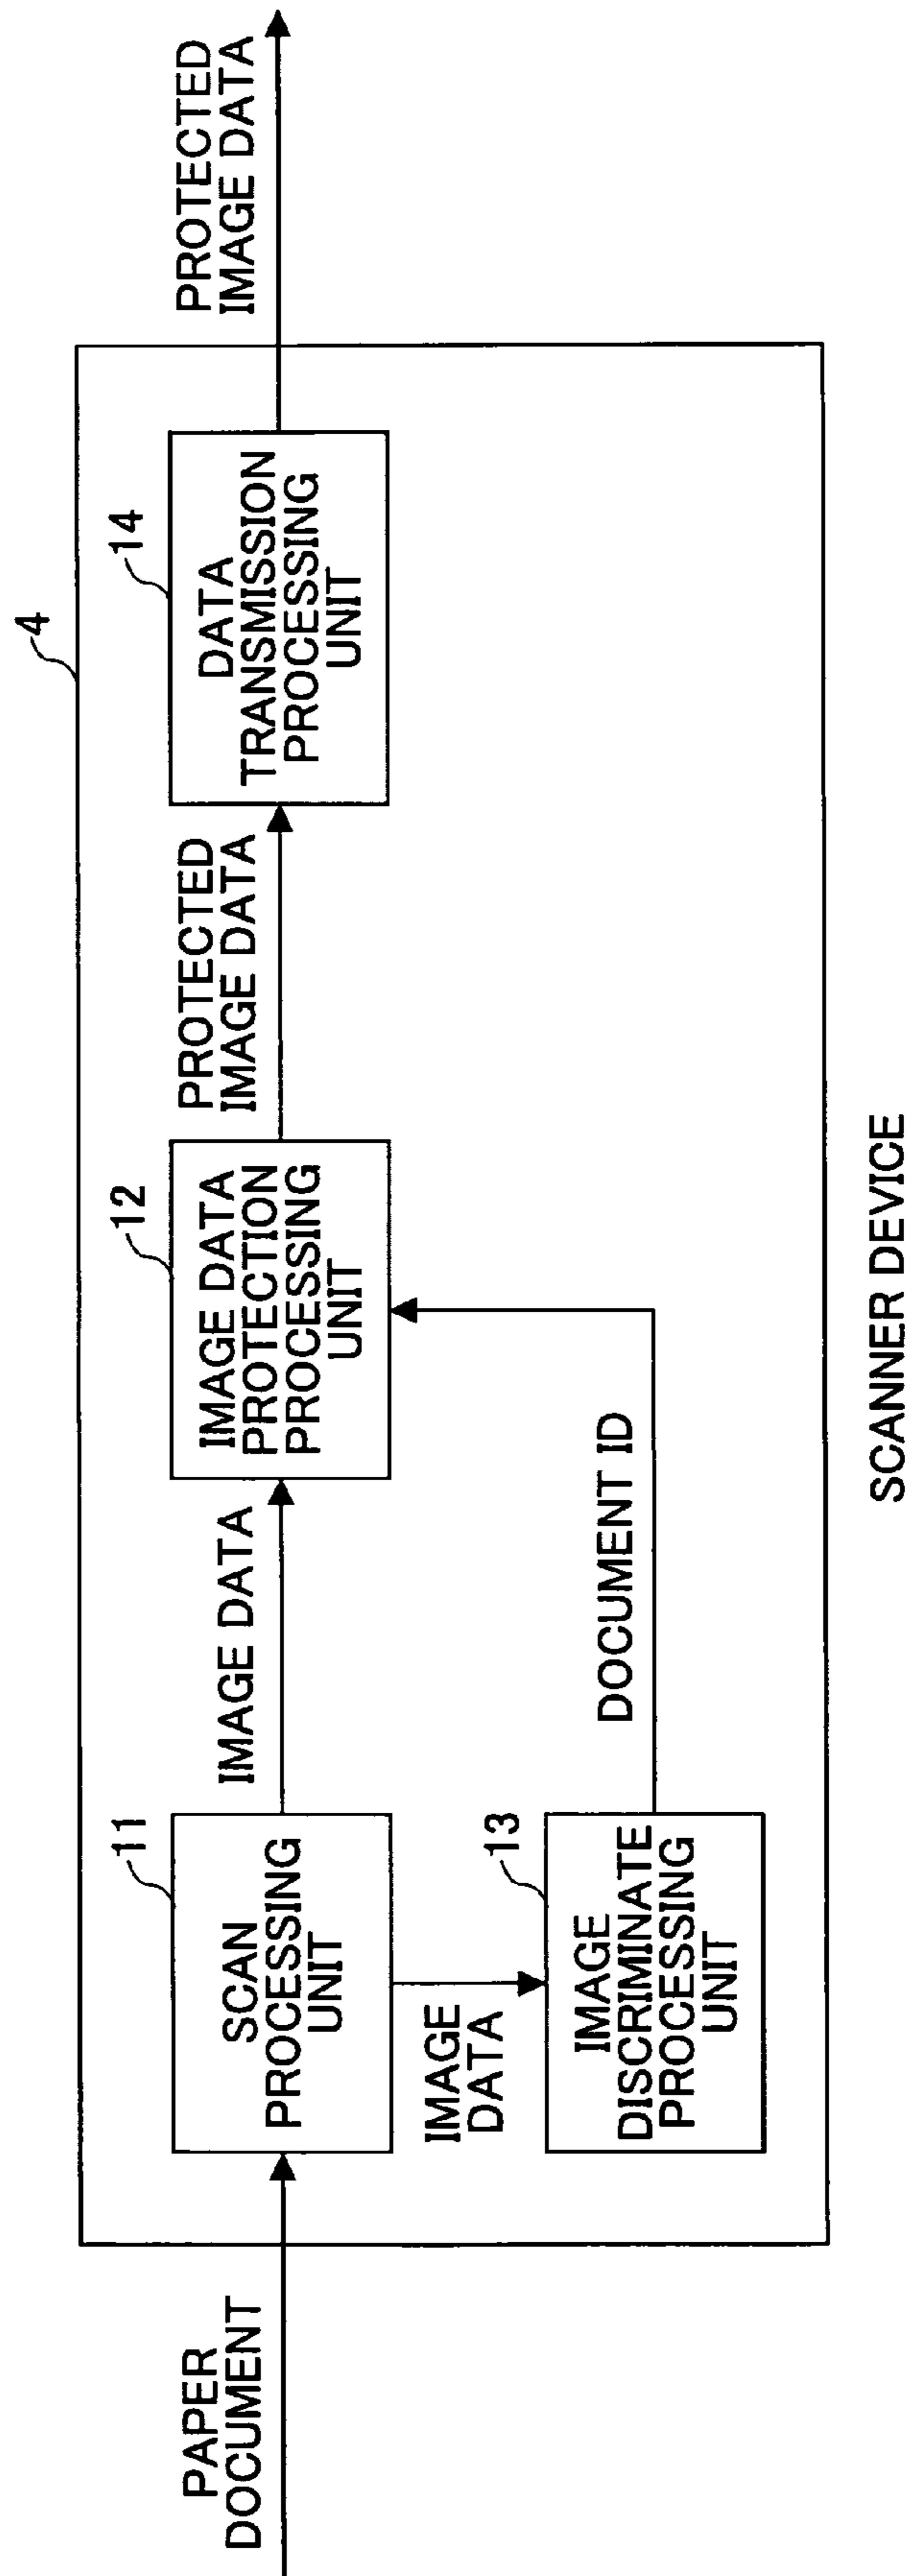 4
PAPER
DOCUMENT
11
SCAN
PROCESSING
UNIT
IMAGE DATA
12
IMAGE DATA
PROTECTION
PROCESSING
UNIT
PROTECTED
IMAGE DATA
14
DATA
TRANSMISSION
PROCESSING
UNIT
PROTECTED
IMAGE DATA
IMAGE
DATA
13
IMAGE
DISCRIMINATE
PROCESSING
UNIT
DOCUMENT ID
SCANNER DEVICE